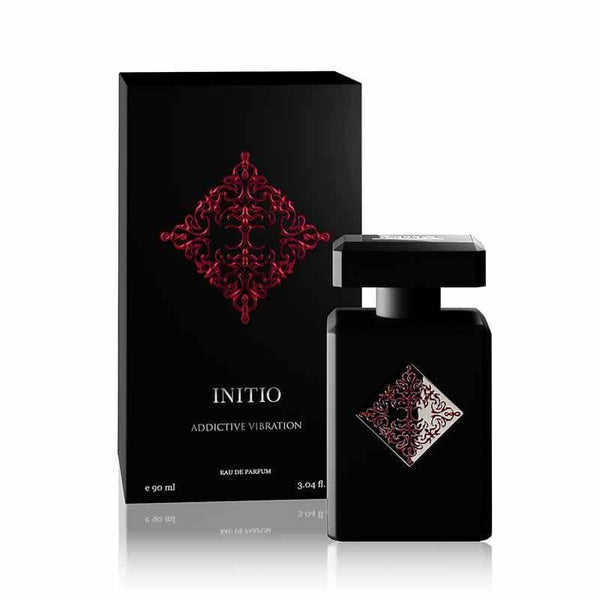 INITIO
ADDICTIVE VIBRATION
EAU DE PARFUM
e 90 ml
3.04 fl.